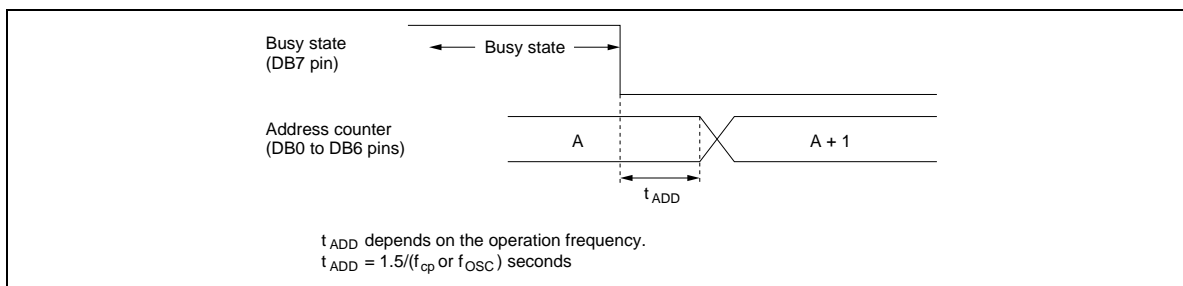 Busy state
(DB7 pin)
Busy state
Address counter
(DB0 to DB6 pins)
A
A + 1
t ADD
t ADD depends on the operation frequency.
t ADD = 1.5/(fcp or fOSC) seconds